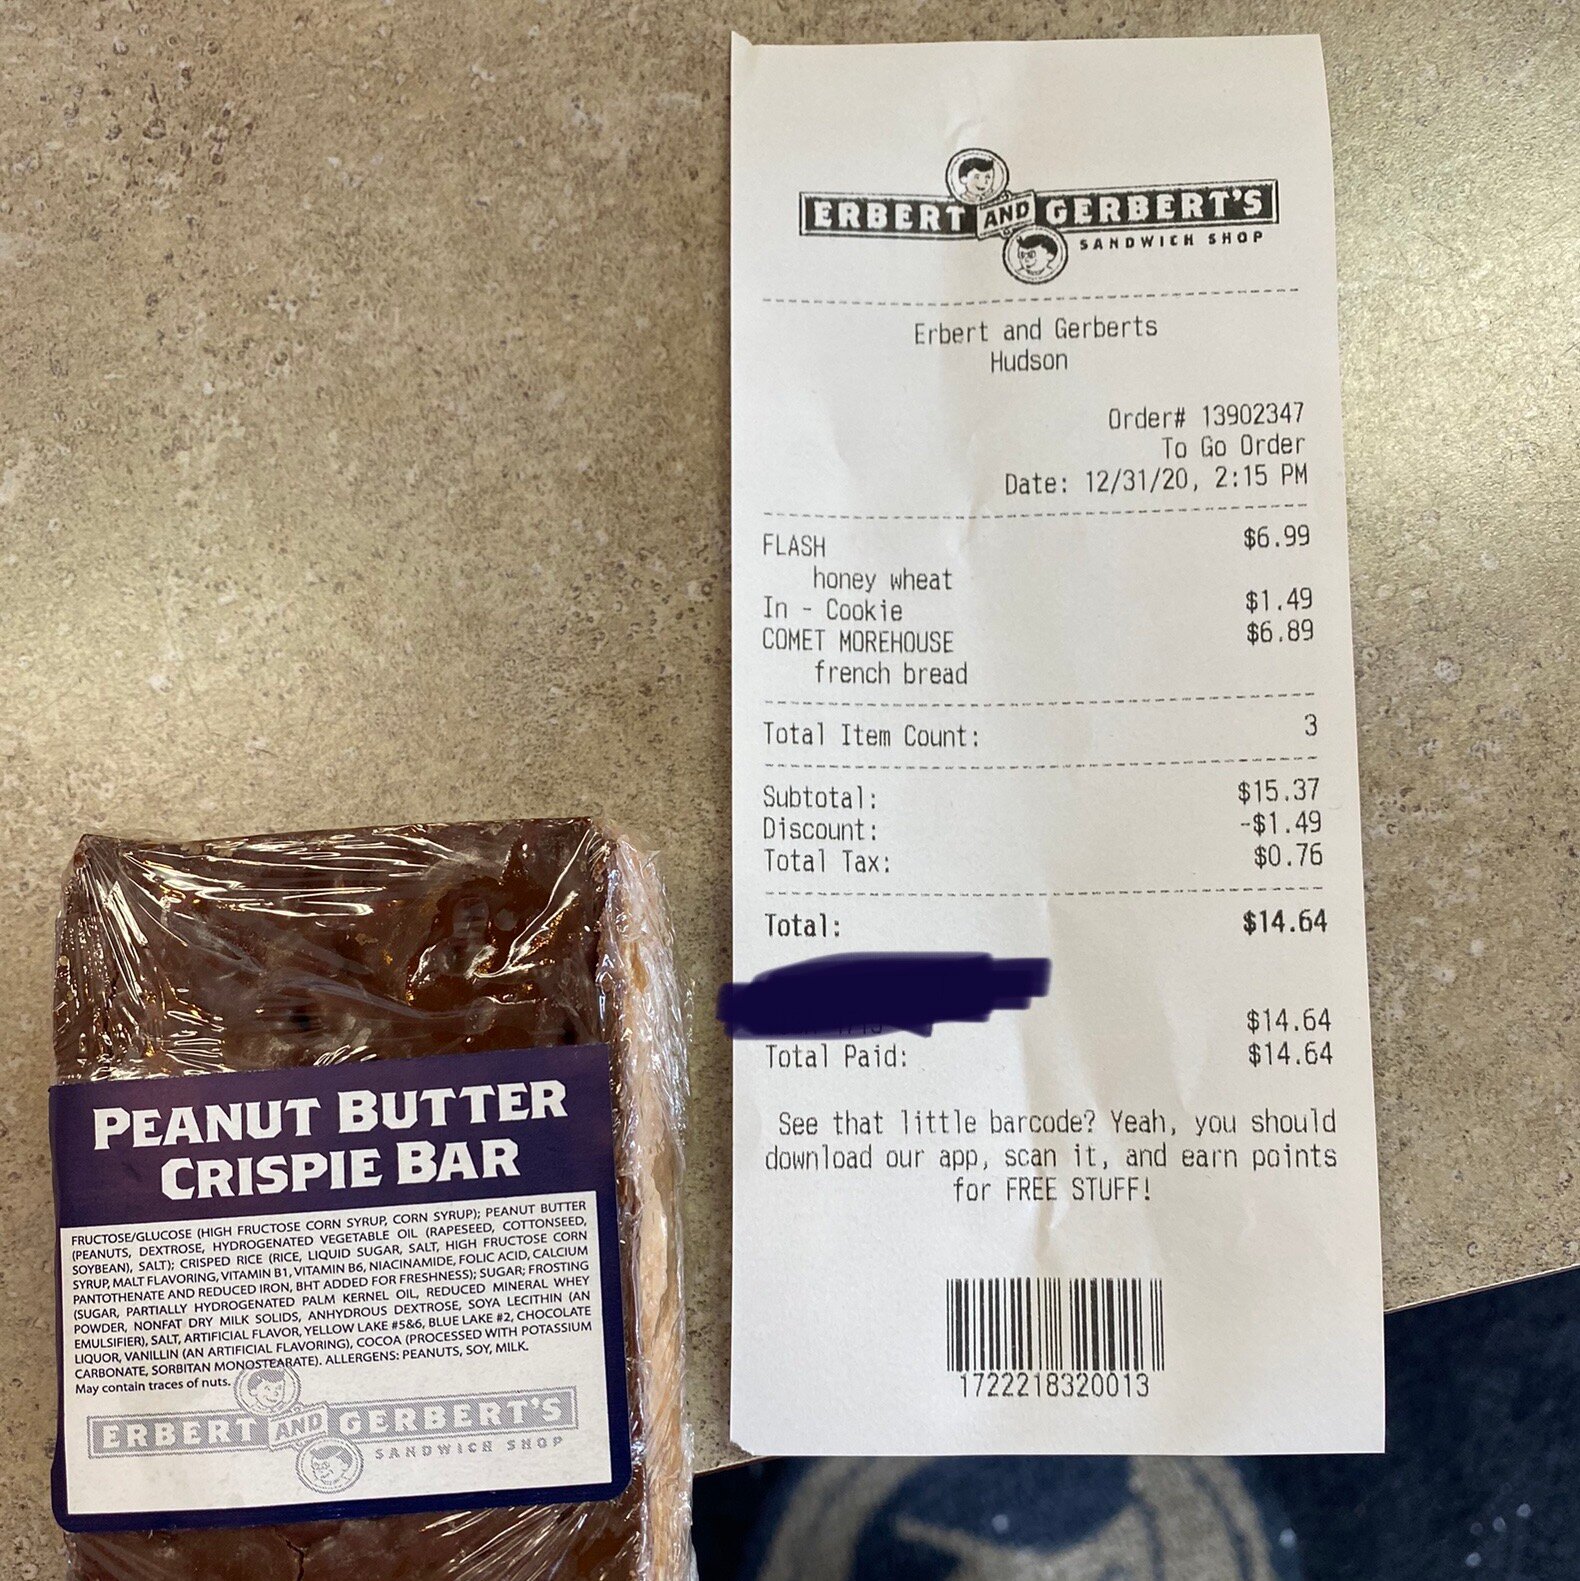 ERBERT AND GERBERT'S
SANDWICH SHOP
Erbert and Gerberts
Hudson
Order# 13902347
To Go Order
Date: 12/31/20, 2:15 PM
FLASH $6.99
honey wheat
In - Cookie $1.49
COMET MOREHOUSE $6.89
french bread
Total Item Count: 3
Subtotal: $15.37
Discount: -$1.49
Total Tax: $0.76
Total: $14.64
$14.64
Total Paid: $14.64
See that little barcode? Yeah, you should
download our app, scan it, and earn points
for FREE STUFF!
1722218320013
PEANUT BUTTER
CRISPIE BAR
FRUCTOSE/GLUCOSE (HIGH FRUCTOSE CORN SYRUP, CORN SYRUP); PEANUT BUTTER
(PEANUTS, DEXTROSE, HYDROGENATED VEGETABLE OIL (RAPESEED, COTTONSEED,
SOYBEAN), SALT); CRISPED RICE (RICE, LIQUID SUGAR, SALT, HIGH FRUCTOSE CORN
SYRUP, MALT FLAVORING, VITAMIN B1, VITAMIN B6, NIACINAMIDE, FOLIC ACID, CALCIUM
PANTOTHENATE AND REDUCED IRON, BHT ADDED FOR FRESHNESS); SUGAR; FROSTING
(SUGAR, PARTIALLY HYDROGENATED PALM KERNEL OIL, REDUCED MINERAL WHEY
POWDER, NONFAT DRY MILK SOLIDS, ANHYDROUS DEXTROSE, SOYA LECITHIN (AN
EMULSIFIER), SALT, ARTIFICIAL FLAVOR, YELLOW LAKE #5&6, BLUE LAKE #2, CHOCOLATE
LIQUOR, VANILLIN (AN ARTIFICIAL FLAVORING), COCOA (PROCESSED WITH POTASSIUM
CARBONATE, SORBITAN MONOSTEARATE). ALLERGENS: PEANUTS, SOY, MILK.
May contain traces of nuts.
ERBERT AND GERBERT'S
SANDWICH SHOP